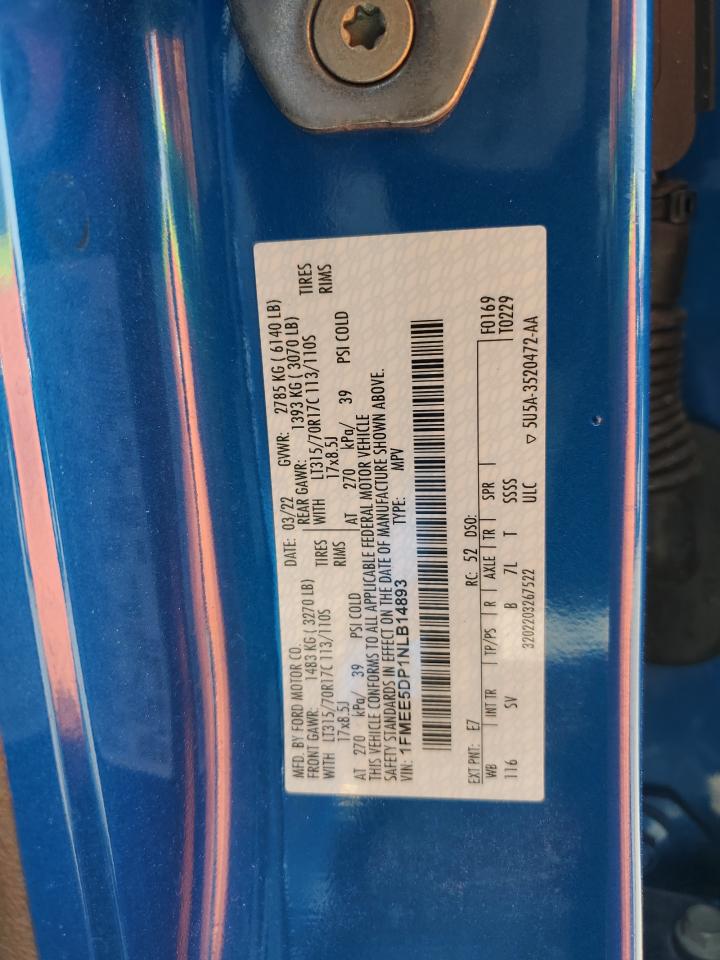 MFD. BY FORD MOTOR CO.
DATE: 03/22 GVWR: 2785 KG ( 6140 LB)
FRONT GAWR: 1483 KG ( 3270 LB) REAR GAWR: 1393 KG ( 3070 LB)
WITH LT315/70R17C 113/110S TIRES WITH LT315/70R17C 113/110S TIRES
17x8.5J RIMS 17x8.5J RIMS
AT 270 kPa/ 39 PSI COLD AT 270 kPa/ 39 PSI COLD
THIS VEHICLE CONFORMS TO ALL APPLICABLE FEDERAL MOTOR VEHICLE
SAFETY STANDARDS IN EFFECT ON THE DATE OF MANUFACTURE SHOWN ABOVE.
VIN: 1FMEE5DP1NLB14893 TYPE: MPV
EXT PNT: E7 RC: 52 DSO:
WB INT TR TP/PS R AXLE TR SPR F0169
116 SV B 7L T SSSS T0229
3202203267522 ULC ▽ 5U5A-3520472-AA